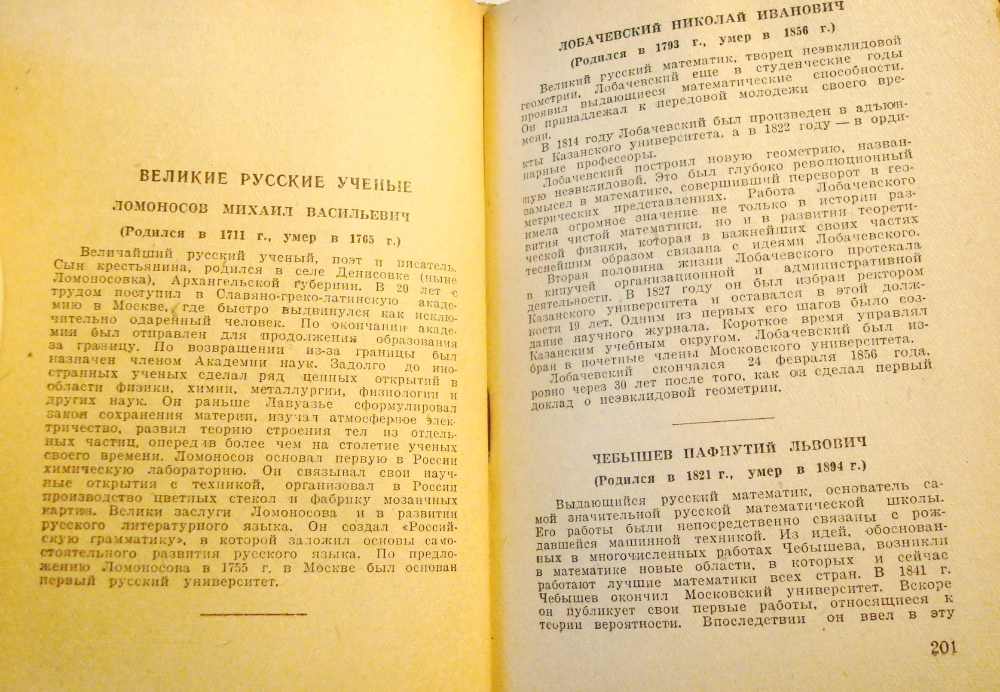 ВЕЛИКИЕ РУССКИЕ УЧЕНЫЕ
ЛОМОНОСОВ МИХАИЛ ВАСИЛЬЕВИЧ
(Родился в 1711 г., умер в 1765 г.)
Величайший русский ученый, поэт и писатель.
Сын крестьянина, родился в селе Денисовке (ныне
Ломоносовка), Архангельской губернии. В 20 лет с
трудом поступил в Славяно-греко-латинскую акаде-
мию в Москве, где быстро выдвинулся как исклю-
чительно одаренный человек. По окончании акаде-
мии был отправлен для продолжения образования
за границу. По возвращении из-за границы был
назначен членом Академии наук. Задолго до ино-
странных ученых сделал ряд ценных открытий в
области физики, химии, металлургии, физиологии и
других наук. Он раньше Лавуазье сформулировал
закон сохранения материи, изучал атмосферное элек-
тричество, развил теорию строения тел из отдель-
ных частиц, опередив более чем на столетие ученых
своего времени. Ломоносов основал первую в России
химическую лабораторию. Он связывал свои науч-
ные открытия с техникой, организовал в России
производство цветных стекол и фабрику мозаичных
картин. Велики заслуги Ломоносова и в развитии
русского литературного языка. Он создал «Россий-
скую грамматику», в которой заложил основы само-
стоятельного развития русского языка. По предло-
жению Ломоносова в 1755 г. в Москве был основан
первый русский университет.
ЛОБАЧЕВСКИЙ НИКОЛАЙ ИВАНОВИЧ
(Родился в 1793 г., умер в 1856 г.)
Великий русский математик, творец неэвклидовой
геометрии. Лобачевский еще в студенческие годы
проявил выдающиеся математические способности.
Он принадлежал к передовой молодежи своего вре-
мени.
В 1814 году Лобачевский был произведен в адъюн-
кты Казанского университета, а в 1822 году — в орди-
нарные профессоры.
Лобачевский построил новую геометрию, назван-
ную неэвклидовой. Это был глубоко революционный
замысел в математике, совершивший переворот в гео-
метрических представлениях. Работа Лобачевского
имела огромное значение не только в истории раз-
вития чистой математики, но и в развитии теорети-
ческой физики, которая в важнейших своих частях
теснейшим образом связана с идеями Лобачевского.
Вторая половина жизни Лобачевского протекала
в кипучей организационной и административной
деятельности. В 1827 году он был избран ректором
Казанского университета и оставался в этой долж-
ности 19 лет. Одним из первых его шагов было соз-
дание научного журнала. Короткое время управлял
Казанским учебным округом. Лобачевский был из-
бран в почетные члены Московского университета.
Лобачевский скончался 24 февраля 1856 года,
ровно через 30 лет после того, как он сделал первый
доклад о неэвклидовой геометрии.
ЧЕБЫШЕВ ПАФНУТИЙ ЛЬВОВИЧ
(Родился в 1821 г., умер в 1894 г.)
Выдающийся русский математик, основатель са-
мой значительной русской математической школы.
Его работы были непосредственно связаны с рож-
давшейся машинной техникой. Из идей, обоснован-
ных в многочисленных работах Чебышева, возникли
в математике новые области, в которых и сейчас
работают лучшие математики всех стран. В 1841 г.
Чебышев окончил Московский университет. Вскоре
он публикует свои первые работы, относящиеся к
теории вероятности. Впоследствии он ввел в эту
201